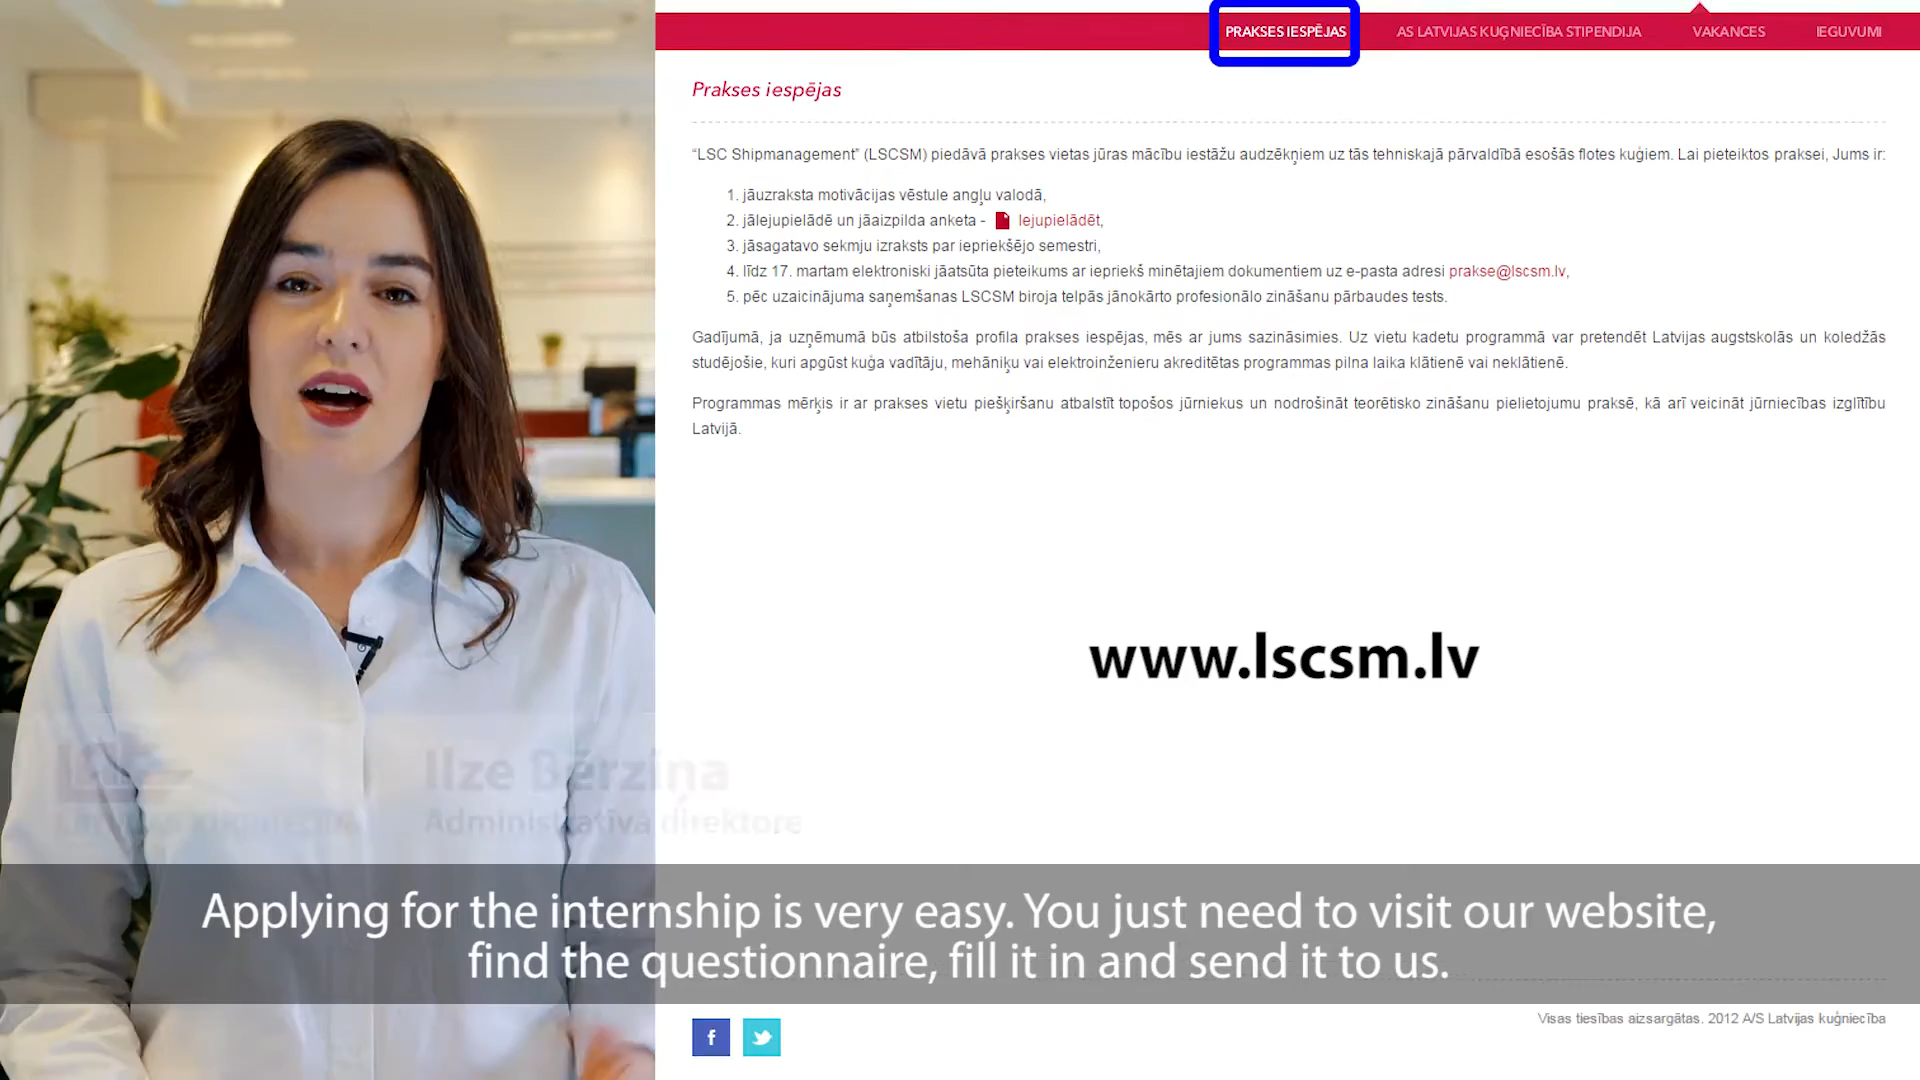 PRAKSES IESPĒJAS
AS LATVIJAS KUĢNIECĪBA STIPENDIJA
VAKANCES
IEGUVUMI
Prakses iespējas
“LSC Shipmanagement” (LSCSM) piedāvā prakses vietas jūras mācību iestāžu audzēkņiem uz tās tehniskajā pārvaldībā esošās flotes kuģiem. Lai pieteiktos praksei, Jums ir:
1. jāuzraksta motivācijas vēstule angļu valodā,
2. jālejupielādē un jāaizpilda anketa - lejupielādēt,
3. jāsagatavo sekmju izraksts par iepriekšējo semestri,
4. līdz 17. martam elektroniski jāatsūta pieteikums ar iepriekš minētajiem dokumentiem uz e-pasta adresi prakse@lscsm.lv,
5. pēc uzaicinājuma saņemšanas LSCSM biroja telpās jānokārto profesionālo zināšanu pārbaudes tests.
Gadījumā, ja uzņēmumā būs atbilstoša profila prakses iespējas, mēs ar jums sazināsimies. Uz vietu kadetu programmā var pretendēt Latvijas augstskolās un koledžās
studējošie, kuri apgūst kuģa vadītāju, mehāniķu vai elektroinženieru akreditētas programmas pilna laika klātienē vai neklātienē.
Programmas mērķis ir ar prakses vietu piešķiršanu atbalstīt topošos jūrniekus un nodrošināt teorētisko zināšanu pielietojumu praksē, kā arī veicināt jūrniecības izglītību
Latvijā.
www.lscsm.lv
Ilze Bērziņa
Administratīvā direktore
Applying for the internship is very easy. You just need to visit our website,
find the questionnaire, fill it in and send it to us.
Visas tiesības aizsargātas. 2012 A/S Latvijas kuģniecība